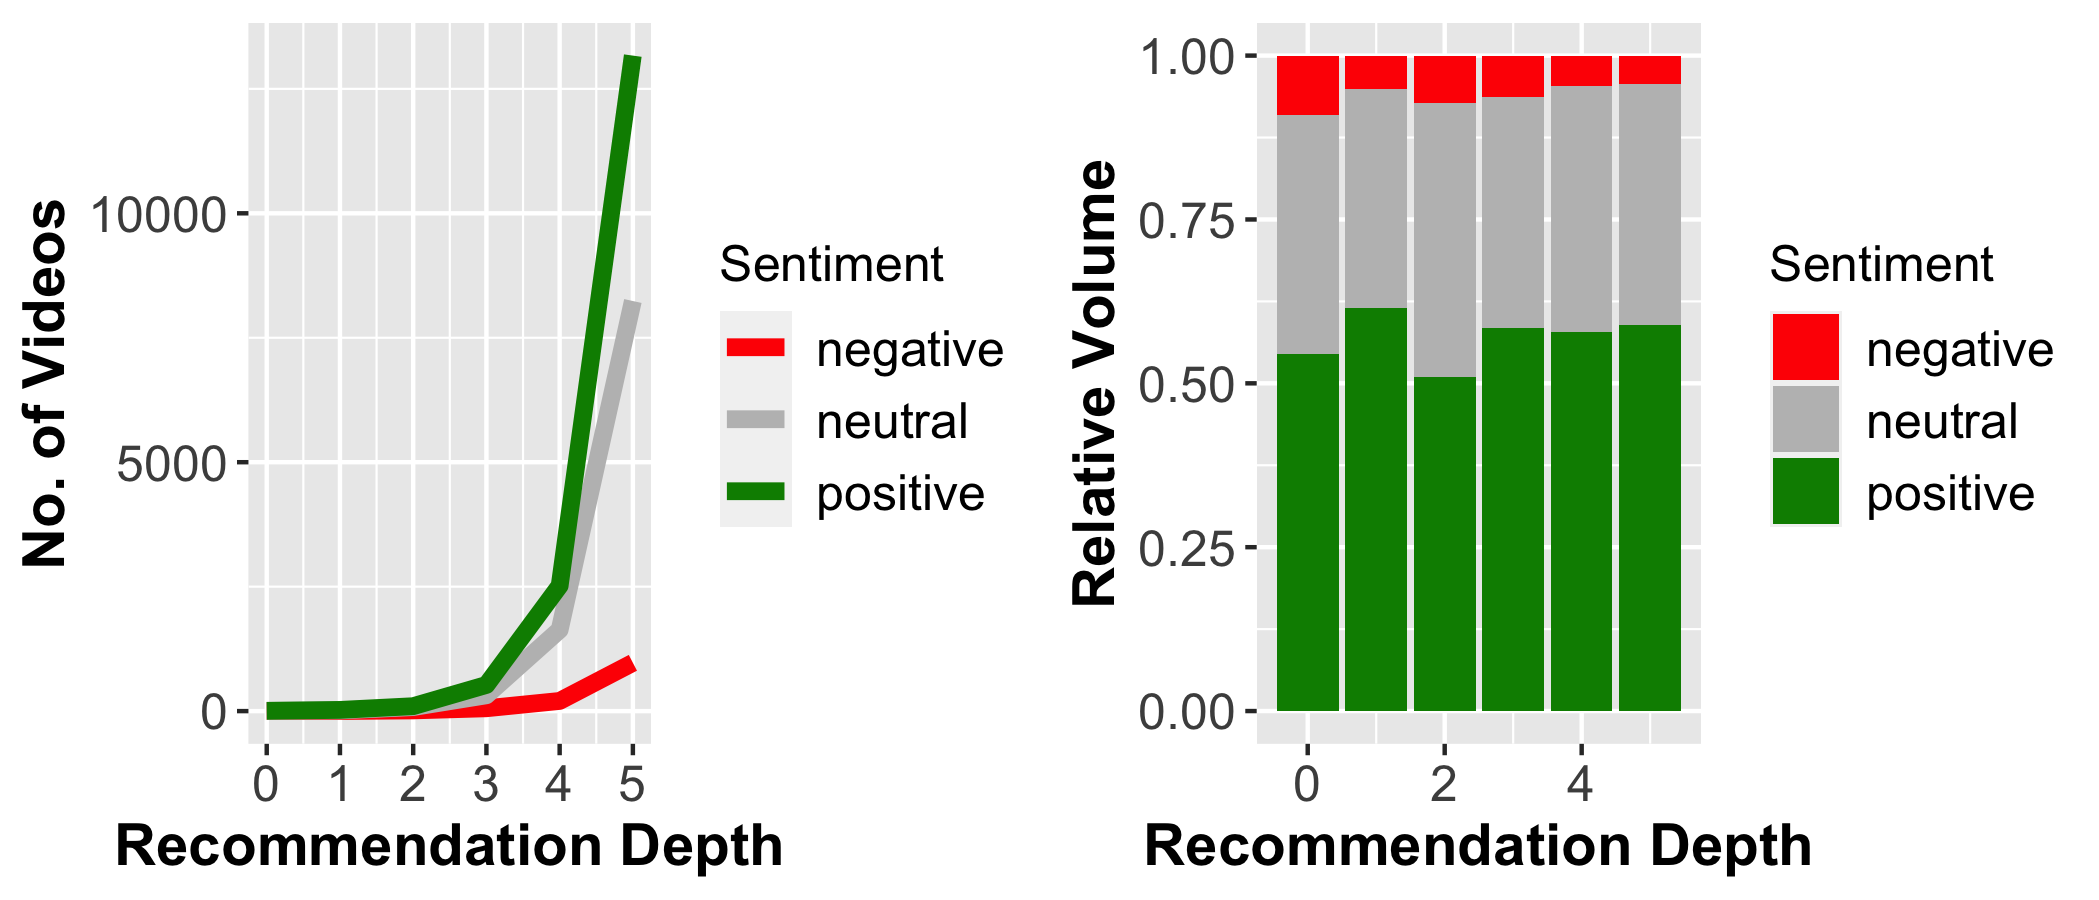 No. of Videos
10000
5000
0
0 1 2 3 4 5
Recommendation Depth
Sentiment
negative
neutral
positive
Relative Volume
1.00
0.75
0.50
0.25
0.00
0 2 4
Recommendation Depth
Sentiment
negative
neutral
positive